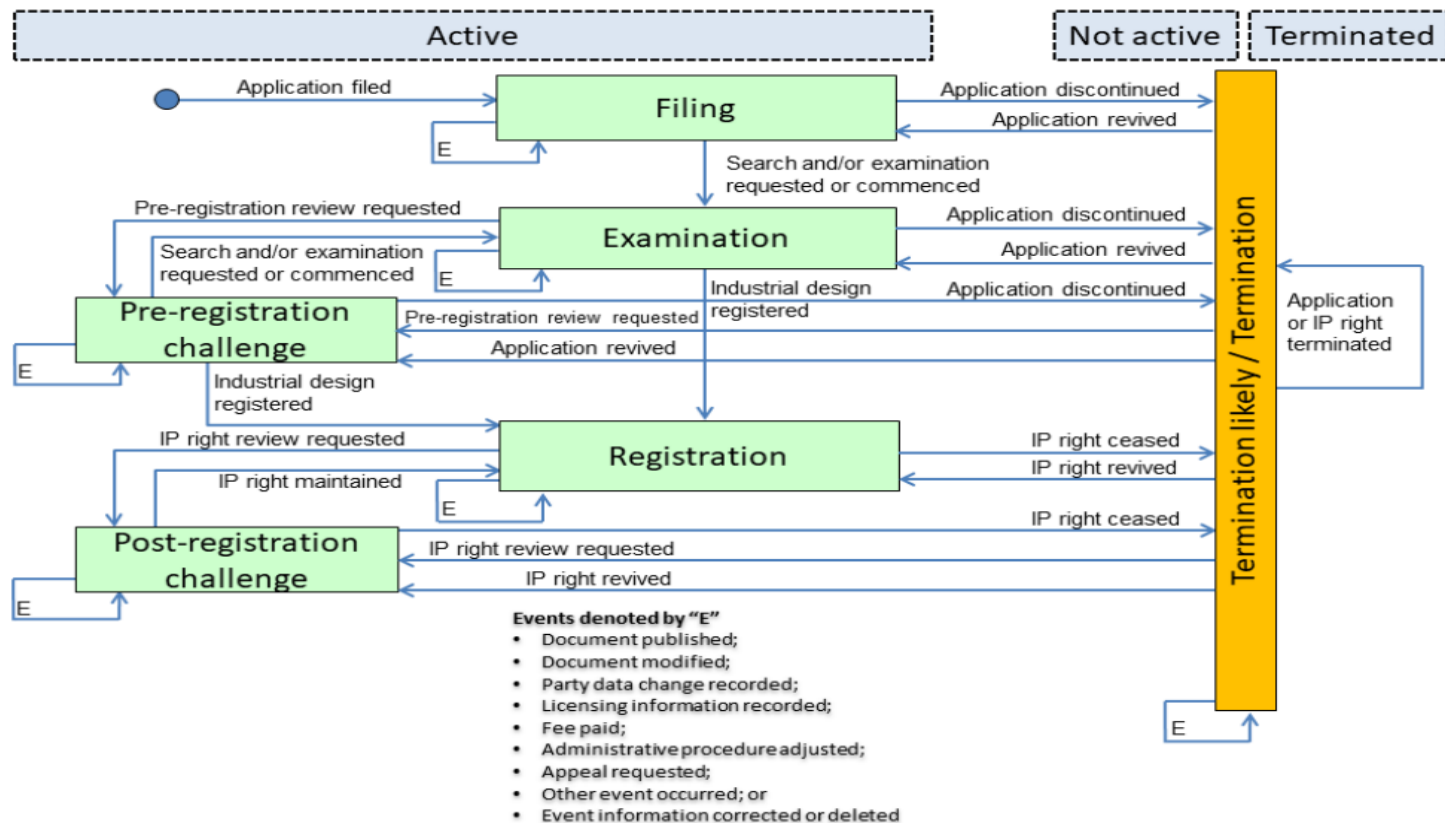 Active
Not active
Terminated
Application filed
Filing
Application discontinued
Application revived
E
Search and/or examination
requested or commenced
Pre-registration review requested
Examination
Application discontinued
Application revived
Search and/or examination
requested or commenced
E
Industrial design
registered
Application discontinued
Pre-registration
challenge
Pre-registration review requested
Application revived
E
Industrial design
registered
Application
or IP right
terminated
Termination likely / Termination
IP right review requested
Registration
IP right ceased
IP right revived
IP right maintained
E
Post-registration
challenge
IP right ceased
IP right review requested
IP right revived
E
Events denoted by “E”
• Document published;
• Document modified;
• Party data change recorded;
• Licensing information recorded;
• Fee paid;
• Administrative procedure adjusted;
• Appeal requested;
• Other event occurred; or
• Event information corrected or deleted
E